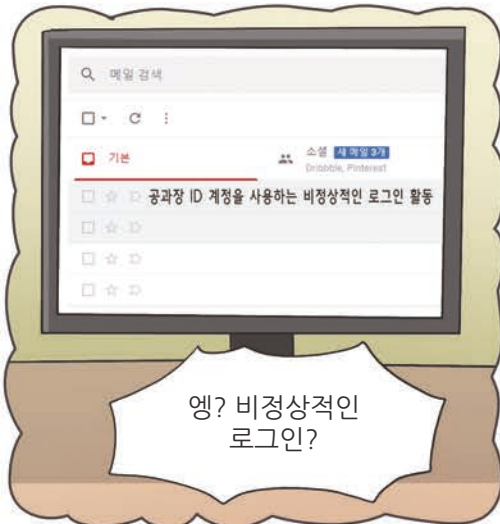 메일 검색
기본
소셜 새 메일 3개
Dribbble, Pinterest
공과장 ID 계정을 사용하는 비정상적인 로그인 활동
엥? 비정상적인
로그인?